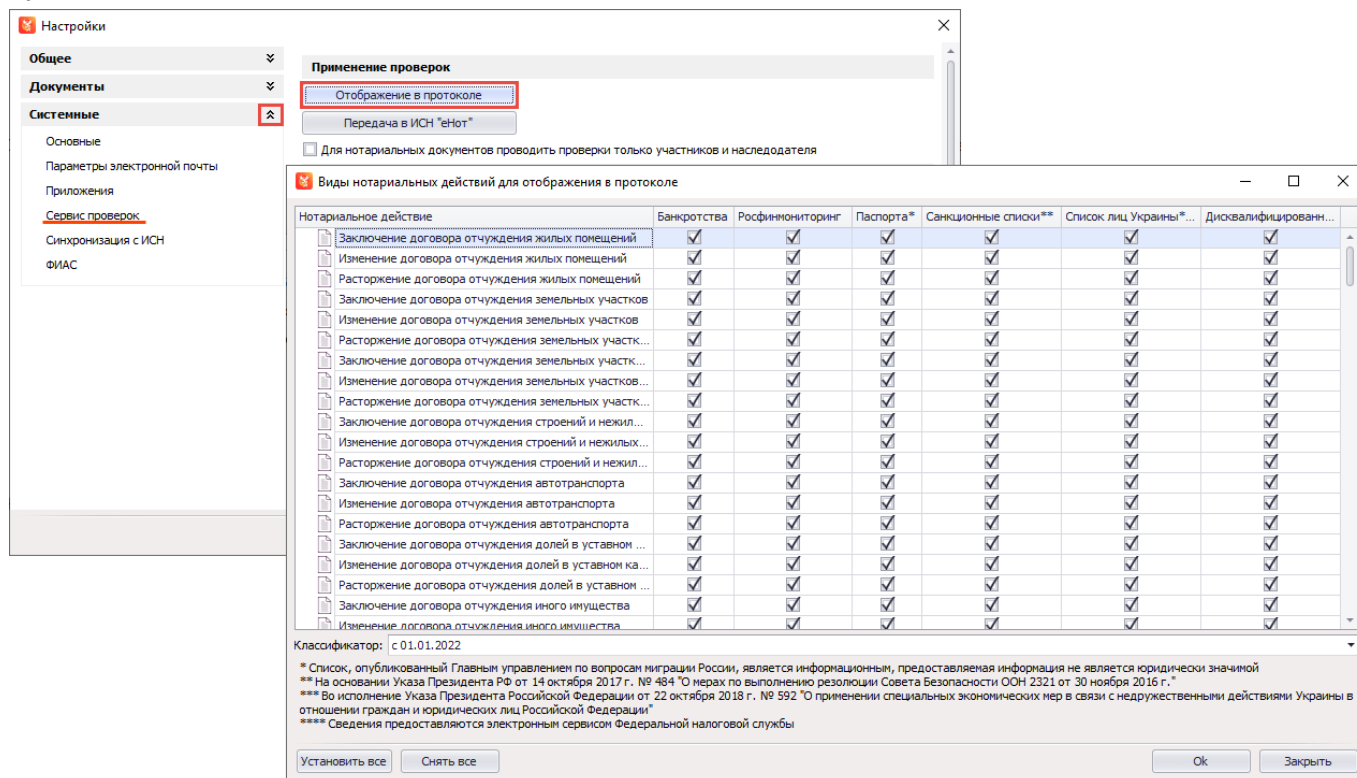 Настройки
Общее
Документы
Системные
Основные
Параметры электронной почты
Приложения
Сервис проверок
Синхронизация с ИСН
ФИАС
Применение проверок
Отображение в протоколе
Передача в ИСН "еНот"
Для нотариальных документов проводить проверки только участников и наследодателя
Виды нотариальных действий для отображения в протоколе
Нотариальное действие Банкротства Росфинмониторинг Паспорта* Санкционные списки** Список лиц Украины*... Дисквалифицированн...
Заключение договора отчуждения жилых помещений
Изменение договора отчуждения жилых помещений
Расторжение договора отчуждения жилых помещений
Заключение договора отчуждения земельных участков
Изменение договора отчуждения земельных участков
Расторжение договора отчуждения земельных участк...
Заключение договора отчуждения земельных участк...
Изменение договора отчуждения земельных участков...
Расторжение договора отчуждения земельных участк...
Заключение договора отчуждения строений и нежил...
Изменение договора отчуждения строений и нежилых...
Расторжение договора отчуждения строений и нежил...
Заключение договора отчуждения автотранспорта
Изменение договора отчуждения автотранспорта
Расторжение договора отчуждения автотранспорта
Заключение договора отчуждения долей в уставном ...
Изменение договора отчуждения долей в уставном ка...
Расторжение договора отчуждения долей в уставном ...
Заключение договора отчуждения иного имущества
Изменение договора отчуждения иного имущества
Классификатор: с 01.01.2022
* Список, опубликованный Главным управлением по вопросам миграции России, является информационным, предоставляемая информация не является юридически значимой
** На основании Указа Президента РФ от 14 октября 2017 г. № 484 "О мерах по выполнению резолюции Совета Безопасности ООН 2321 от 30 ноября 2016 г."
*** Во исполнение Указа Президента Российской Федерации от 22 октября 2018 г. № 592 "О применении специальных экономических мер в связи с недружественными действиями Украины в
отношении граждан и юридических лиц Российской Федерации"
**** Сведения предоставляются электронным сервисом Федеральной налоговой службы
Установить все Снять все Ok Закрыть